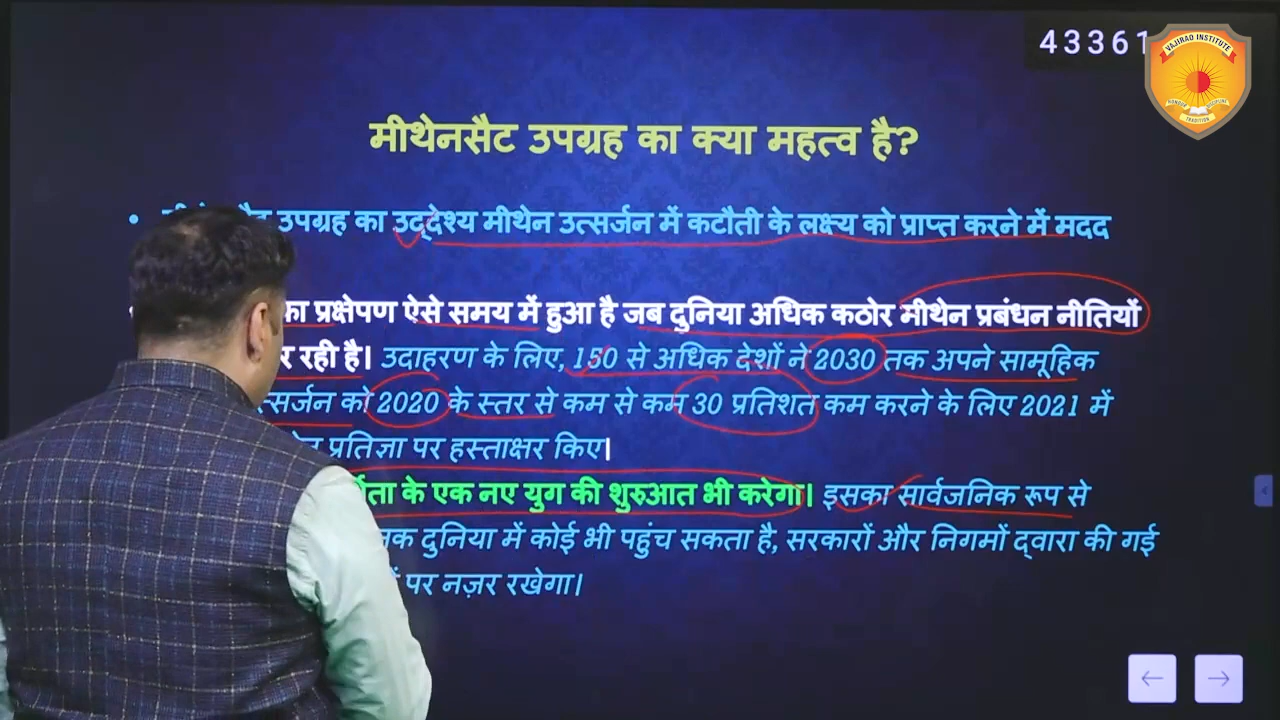 43361
VAJIRAO INSTITUTE
TRADITION
मीथेनसैट उपग्रह का क्या महत्व है?
• उपग्रह का उद्देश्य मीथेन उत्सर्जन में कटौती के लक्ष्य को प्राप्त करने में मदद
का प्रक्षेपण ऐसे समय में हुआ है जब दुनिया अधिक कठोर मीथेन प्रबंधन नीतियों
रही है। उदाहरण के लिए, 150 से अधिक देशों ने 2030 तक अपने सामूहिक
को 2020 के स्तर से कम से कम 30 प्रतिशत कम करने के लिए 2021 में
प्रतिज्ञा पर हस्ताक्षर किए।
के एक नए युग की शुरुआत भी करेगा। इसका सार्वजनिक रूप से
दुनिया में कोई भी पहुंच सकता है, सरकारों और निगमों द्वारा की गई
पर नज़र रखेगा।